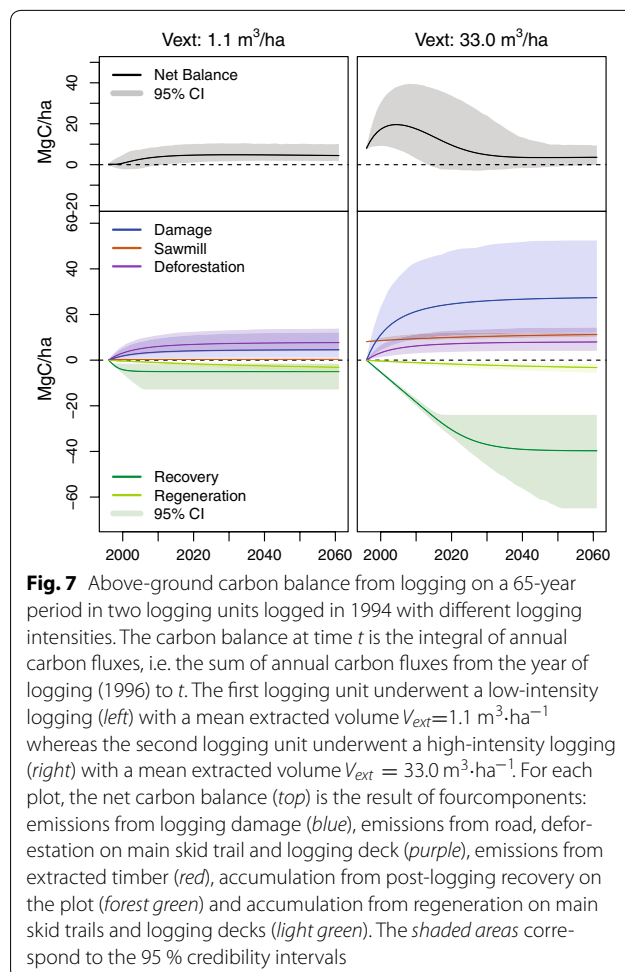 Vext: 1.1 m³/ha
Vext: 33.0 m³/ha
MgC/ha
40
20
0
−20
Net Balance
95% CI
MgC/ha
60
40
20
0
−20
−40
−60
Damage
Sawmill
Deforestation
Recovery
Regeneration
95% CI
2000 2020 2040 2060
2000 2020 2040 2060
Fig. 7 Above-ground carbon balance from logging on a 65-year
period in two logging units logged in 1994 with different logging
intensities. The carbon balance at time t is the integral of annual
carbon fluxes, i.e. the sum of annual carbon fluxes from the year of
logging (1996) to t. The first logging unit underwent a low-intensity
logging (left) with a mean extracted volume Vext=1.1 m³·ha⁻¹
whereas the second logging unit underwent a high-intensity logging
(right) with a mean extracted volume Vext = 33.0 m³·ha⁻¹. For each
plot, the net carbon balance (top) is the result of fourcomponents:
emissions from logging damage (blue), emissions from road, defor-
estation on main skid trail and logging deck (purple), emissions from
extracted timber (red), accumulation from post-logging recovery on
the plot (forest green) and accumulation from regeneration on main
skid trails and logging decks (light green). The shaded areas corre-
spond to the 95 % credibility intervals